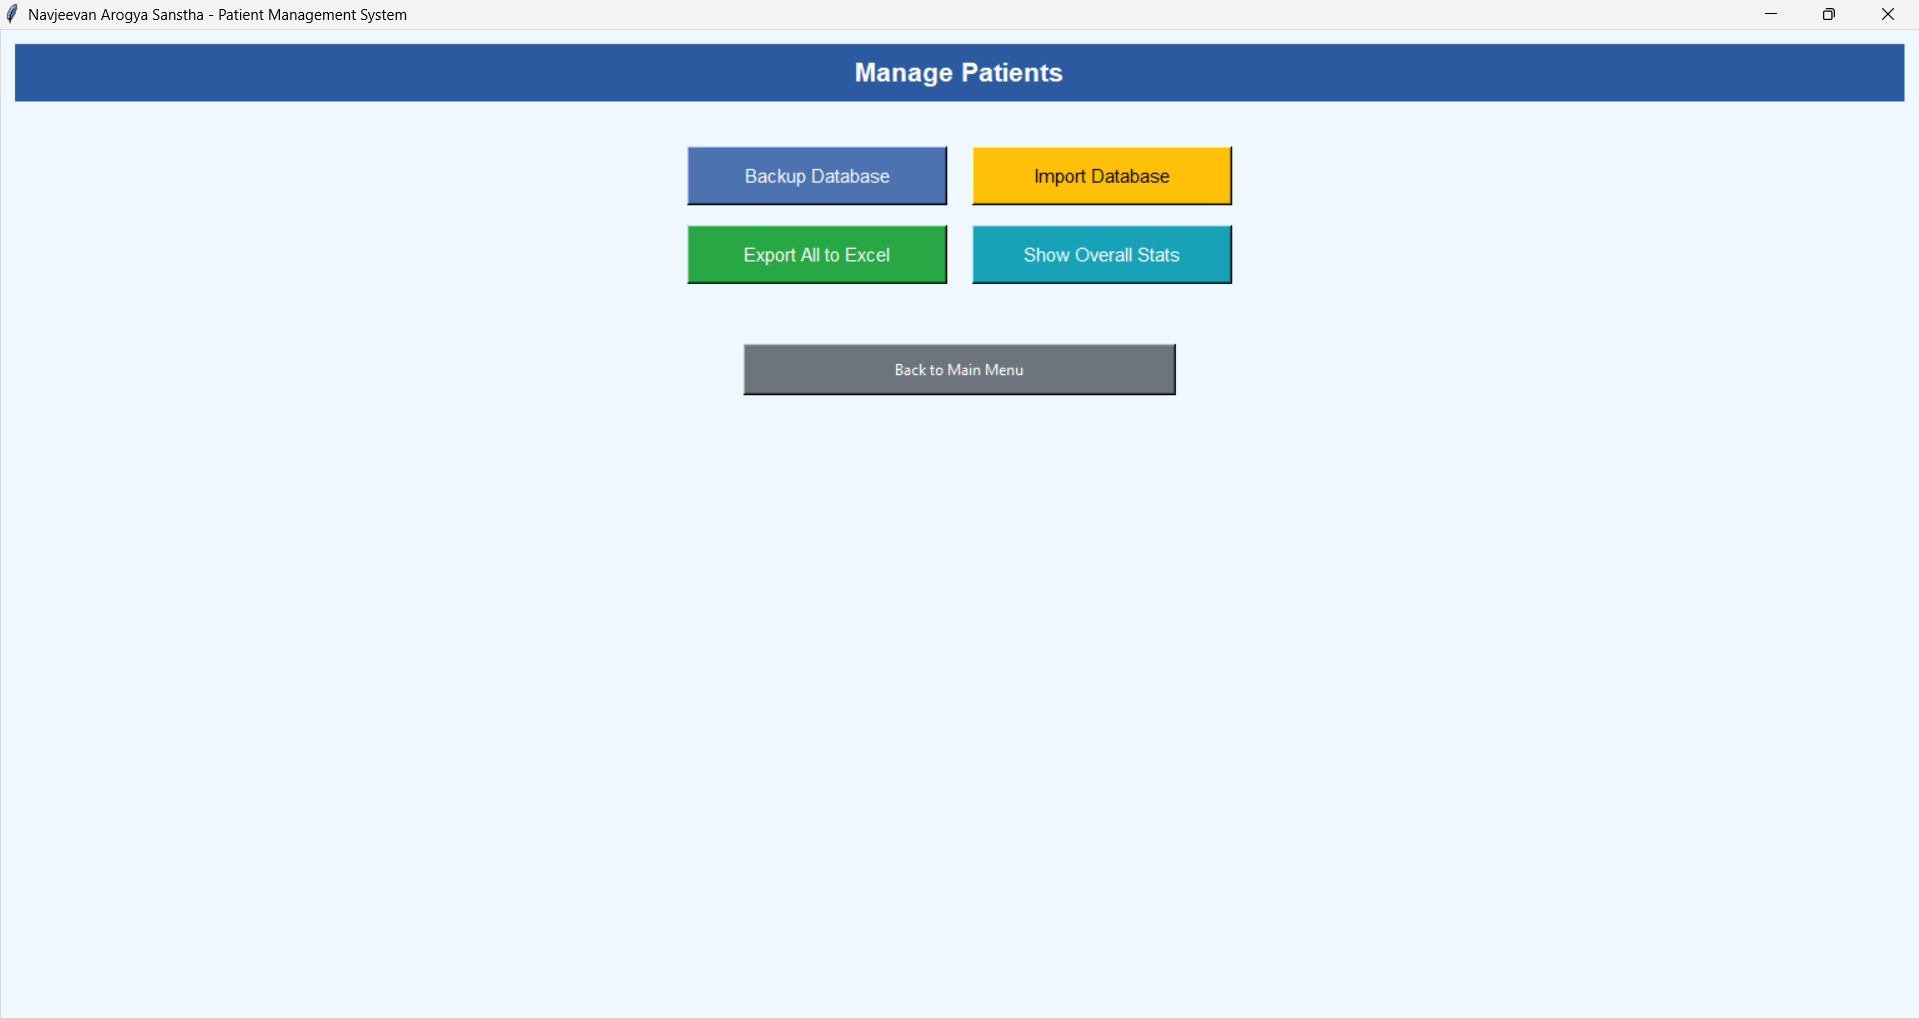 Navjeevan Arogya Sanstha - Patient Management System
Manage Patients
Backup Database
Import Database
Export All to Excel
Show Overall Stats
Back to Main Menu